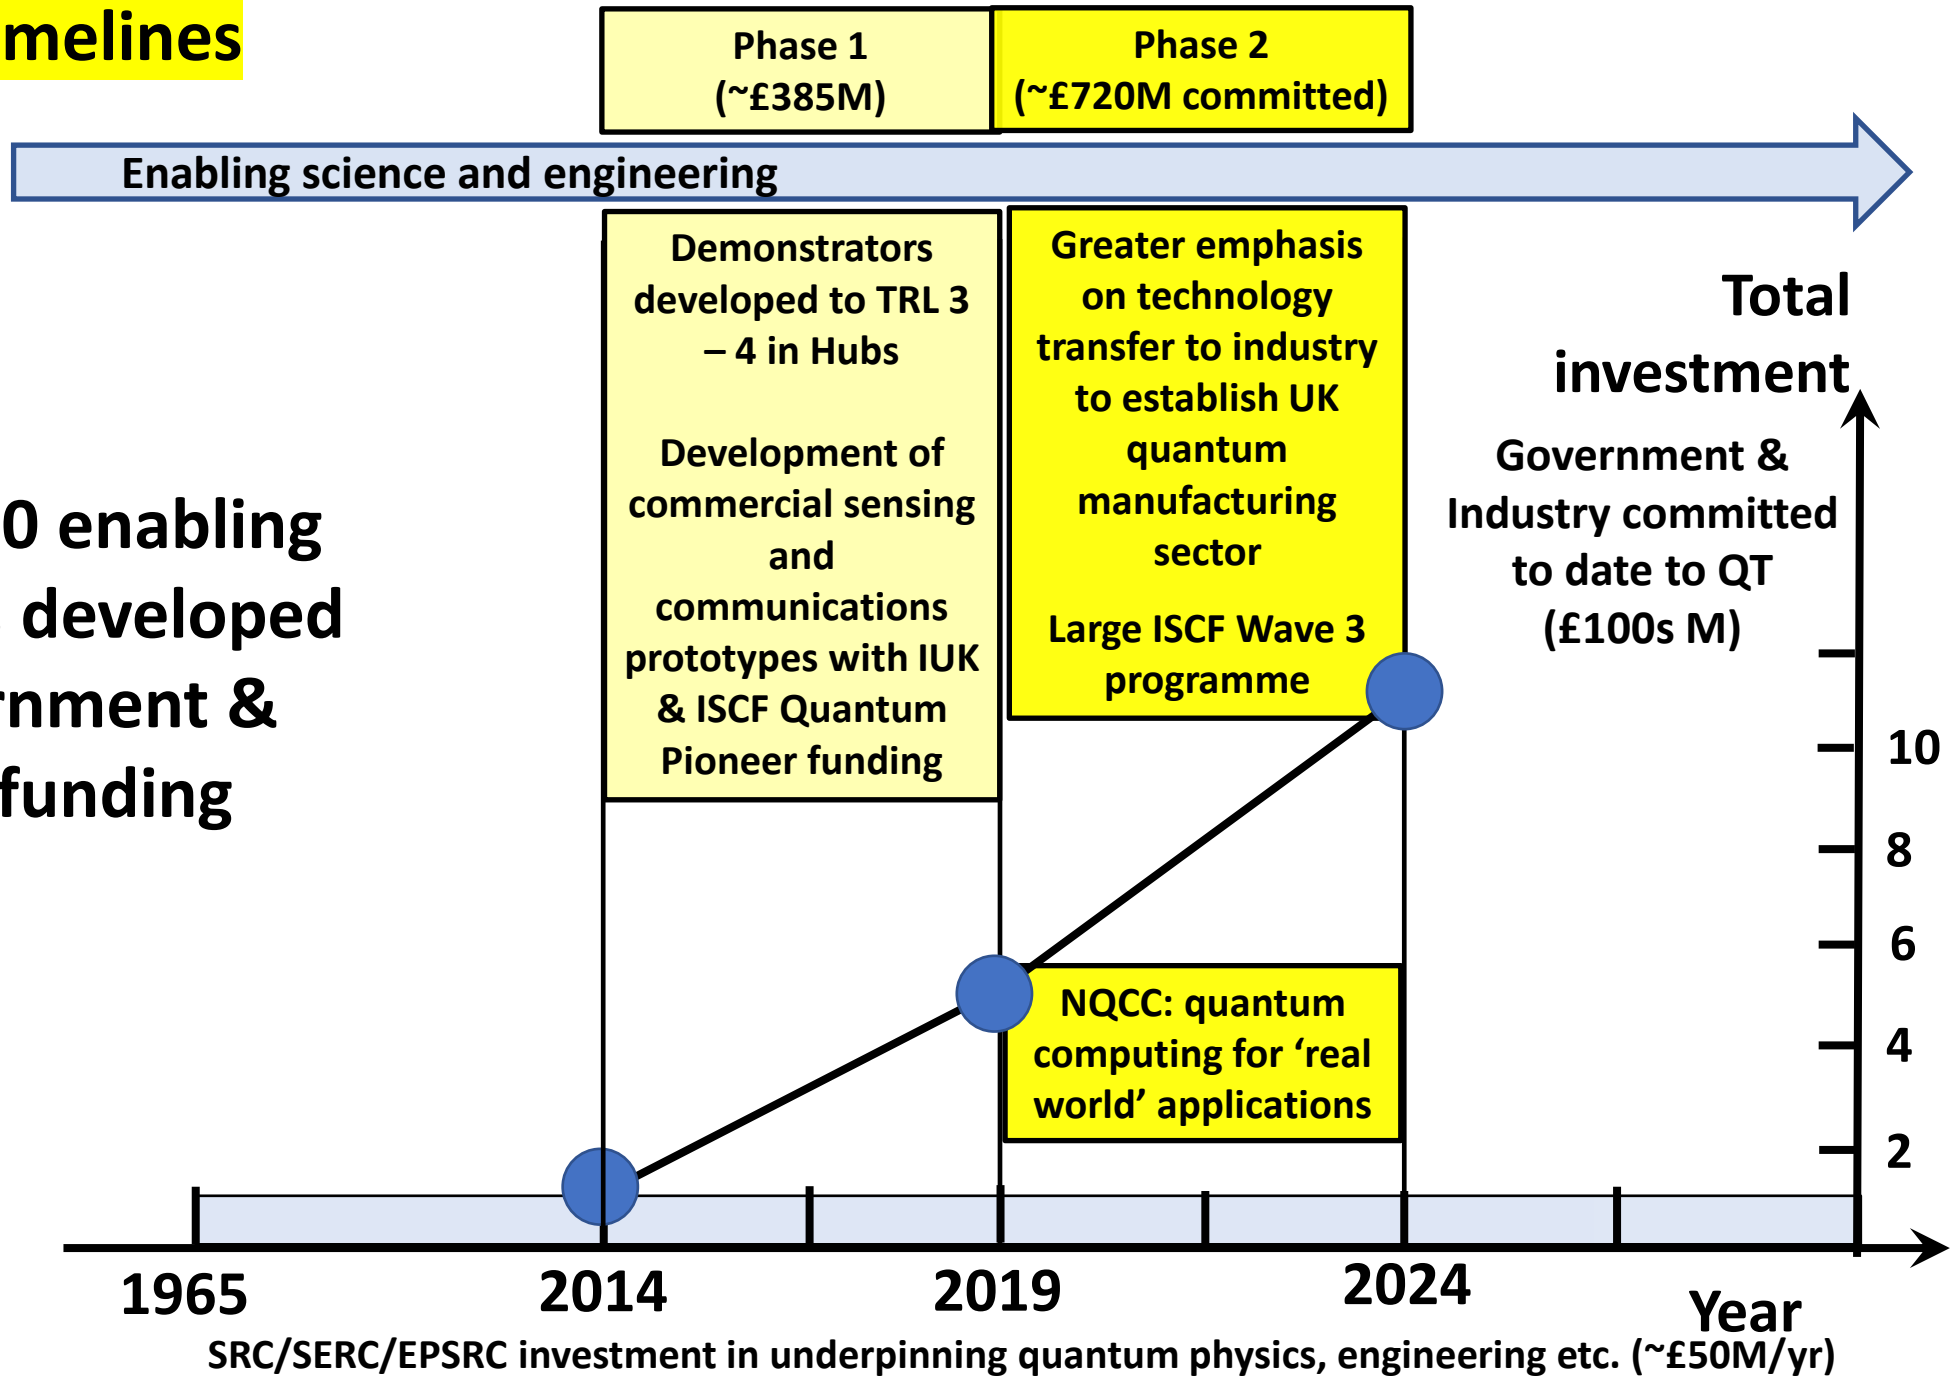 melines
Phase 1
(~£385M)
Phase 2
(~£720M committed)
Enabling science and engineering
Demonstrators
developed to TRL 3
– 4 in Hubs
Development of
commercial sensing
and
communications
prototypes with IUK
& ISCF Quantum
Pioneer funding
Greater emphasis
on technology
transfer to industry
to establish UK
quantum
manufacturing
sector
Large ISCF Wave 3
programme
Total
investment
Government &
Industry committed
to date to QT
(£100s M)
0 enabling
developed
rnment &
funding
10
8
6
4
2
NQCC: quantum
computing for ‘real
world’ applications
1965
2014
2019
2024
Year
SRC/SERC/EPSRC investment in underpinning quantum physics, engineering etc. (~£50M/yr)